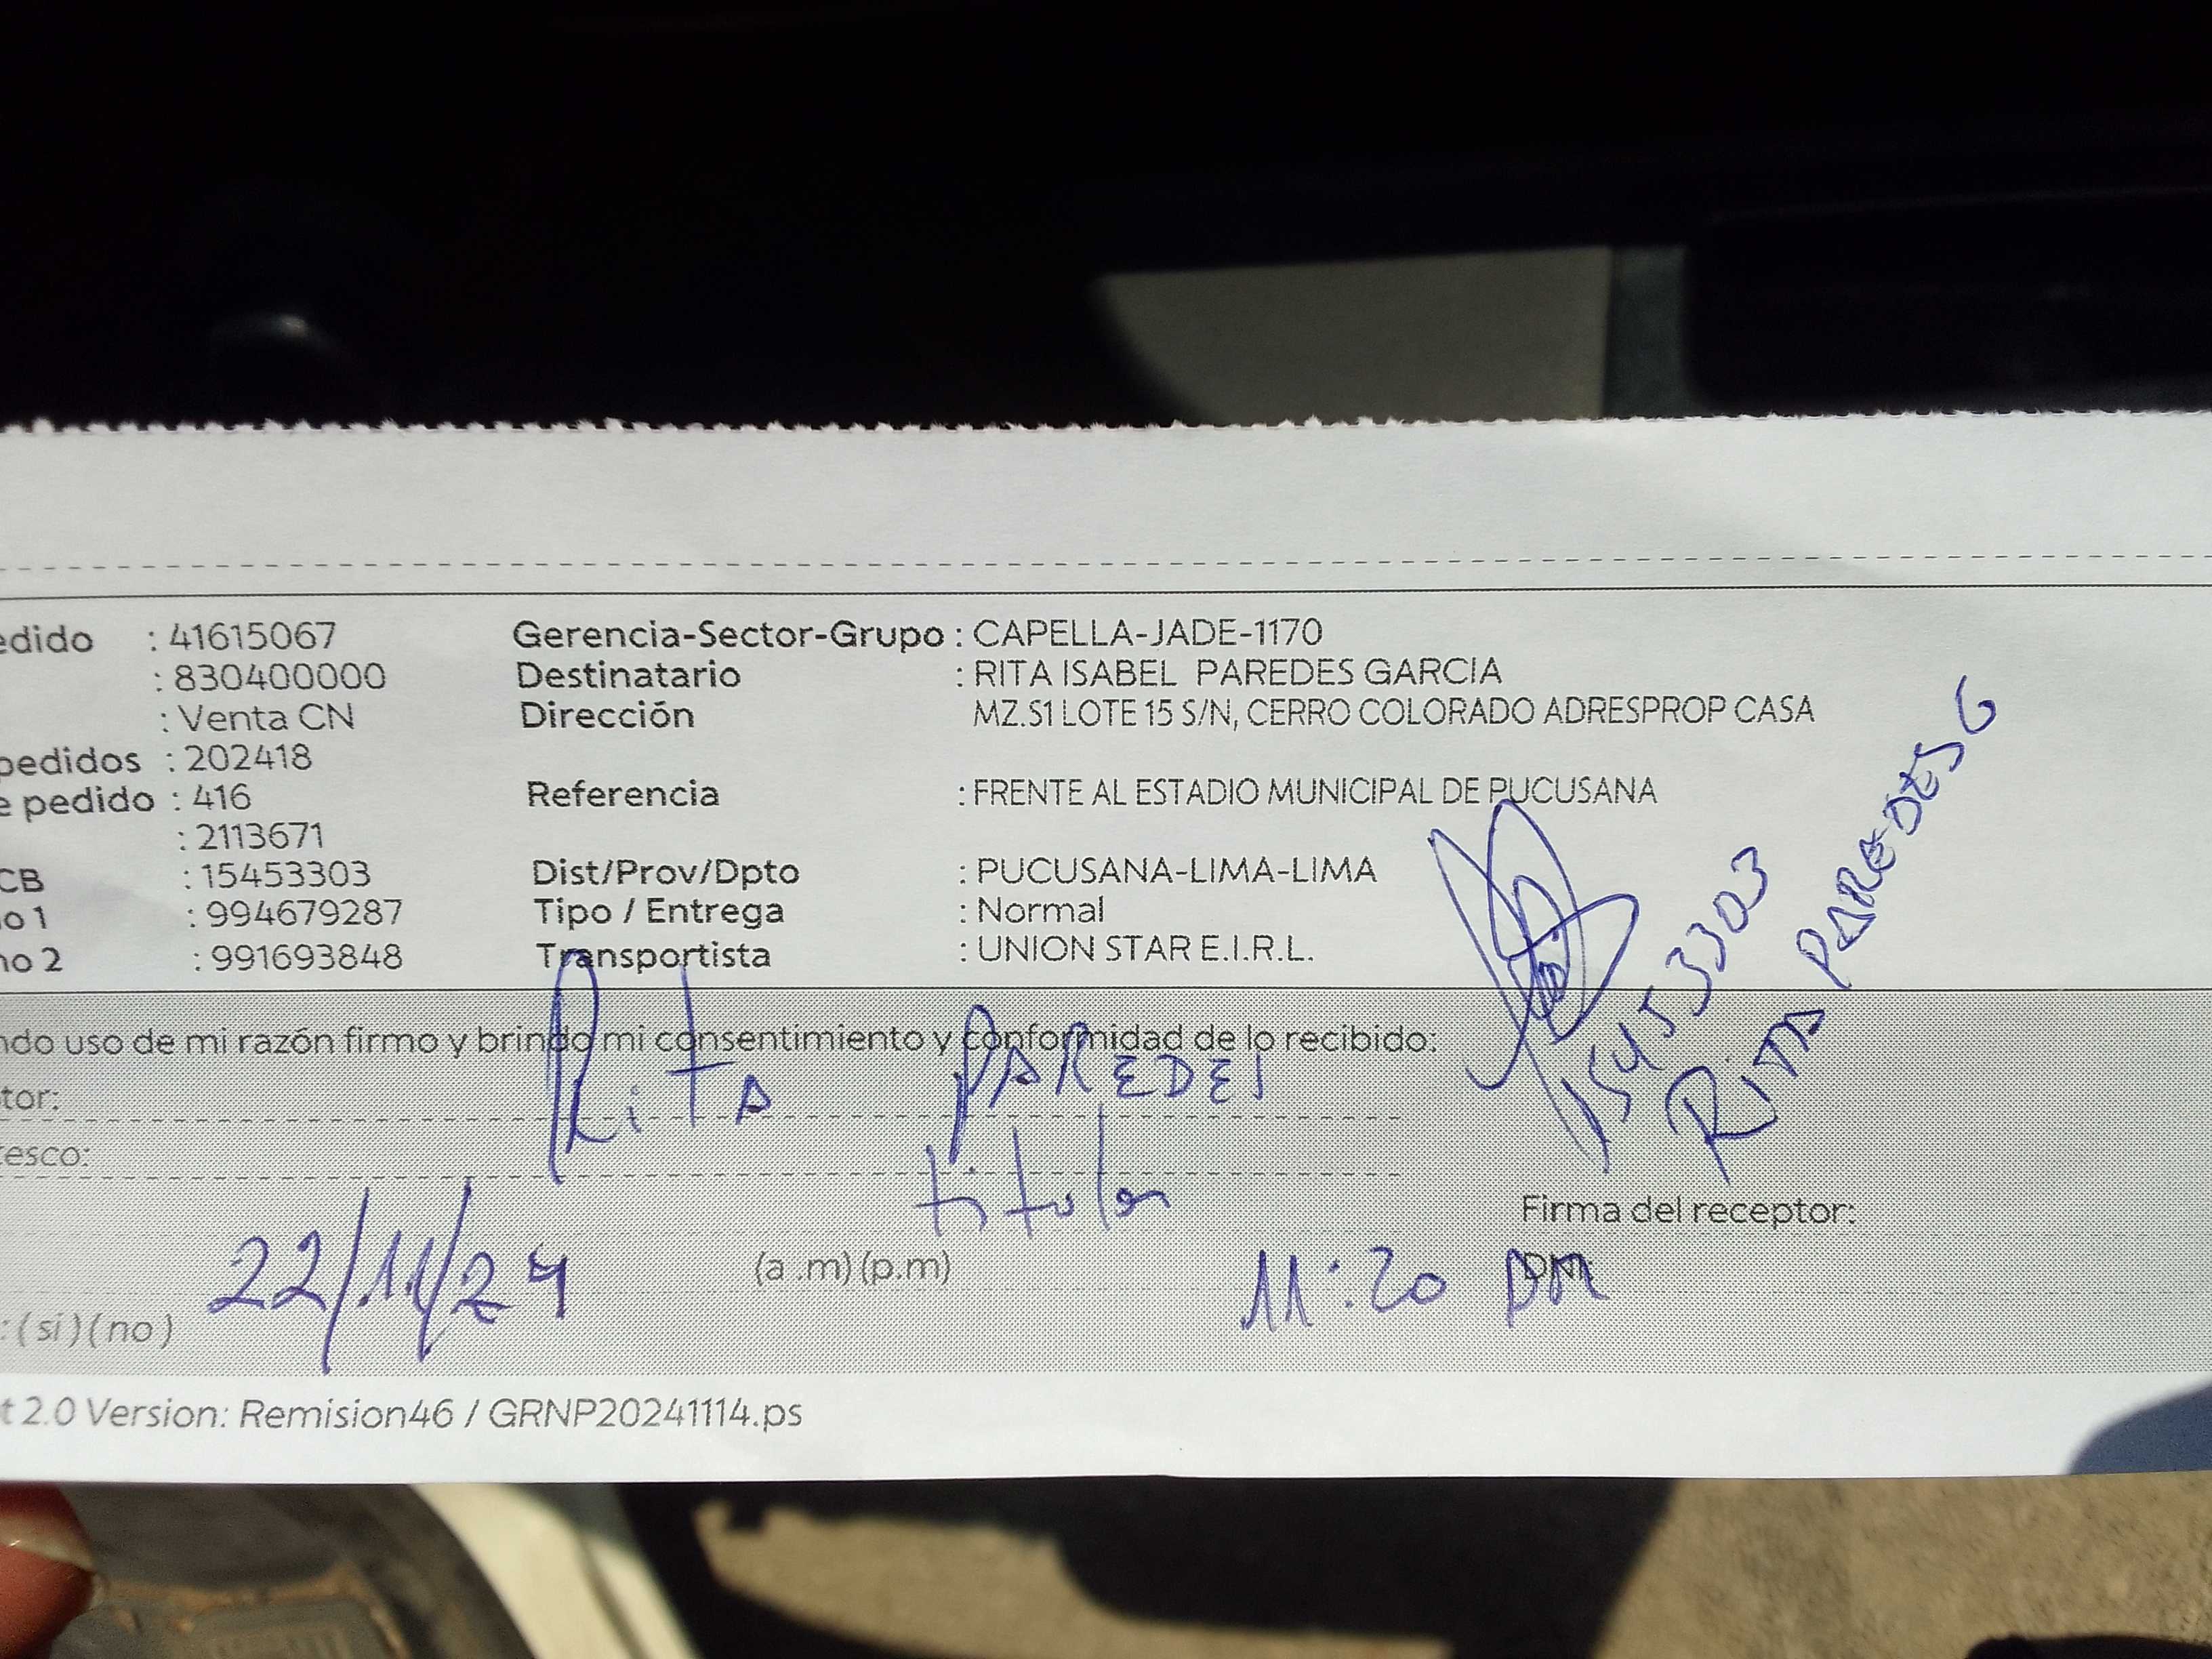 edido : 41615067 Gerencia-Sector-Grupo : CAPELLA-JADE-1170
: 830400000 Destinatario : RITA ISABEL PAREDES GARCIA
: Venta CN Dirección MZ.S1 LOTE 15 S/N, CERRO COLORADO ADRESPROP CASA
pedidos : 202418
e pedido : 416 Referencia : FRENTE AL ESTADIO MUNICIPAL DE PUCUSANA
: 2113671
CB : 15453303 Dist/Prov/Dpto : PUCUSANA-LIMA-LIMA
no 1 : 994679287 Tipo / Entrega : Normal
no 2 : 991693848 Transportista : UNION STAR E.I.R.L.
15453303
RITA PAREDES G
ndo uso de mi razón firmo y brindo mi consentimiento y conformidad de lo recibido:
tor: RiTA PAREDES
esco: titular
Firma del receptor:
22/11/24 (a .m) (p.m) 11:20 DNI:
: ( si ) ( no )
t 2.0 Version: Remision46 / GRNP20241114.ps